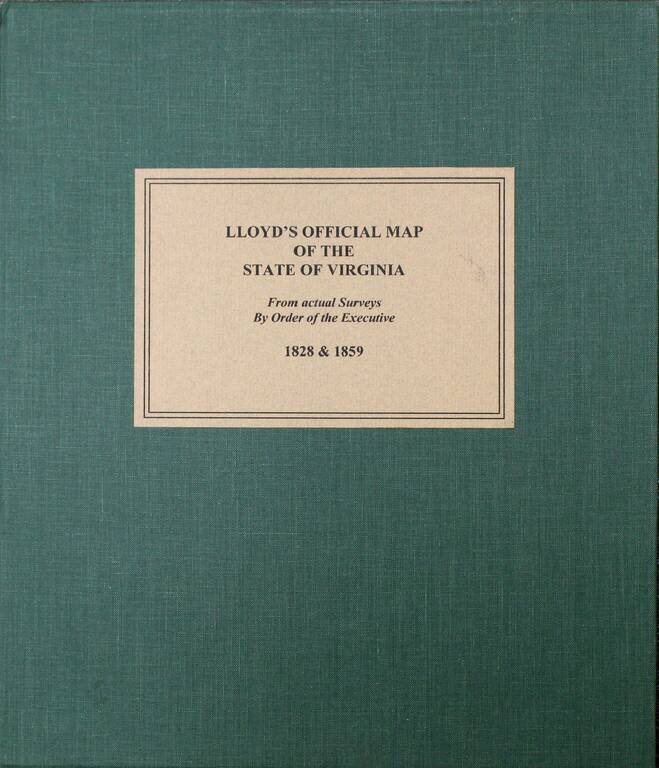 LLOYD'S OFFICIAL MAP
OF THE
STATE OF VIRGINIA
From actual Surveys
By Order of the Executive
1828 & 1859